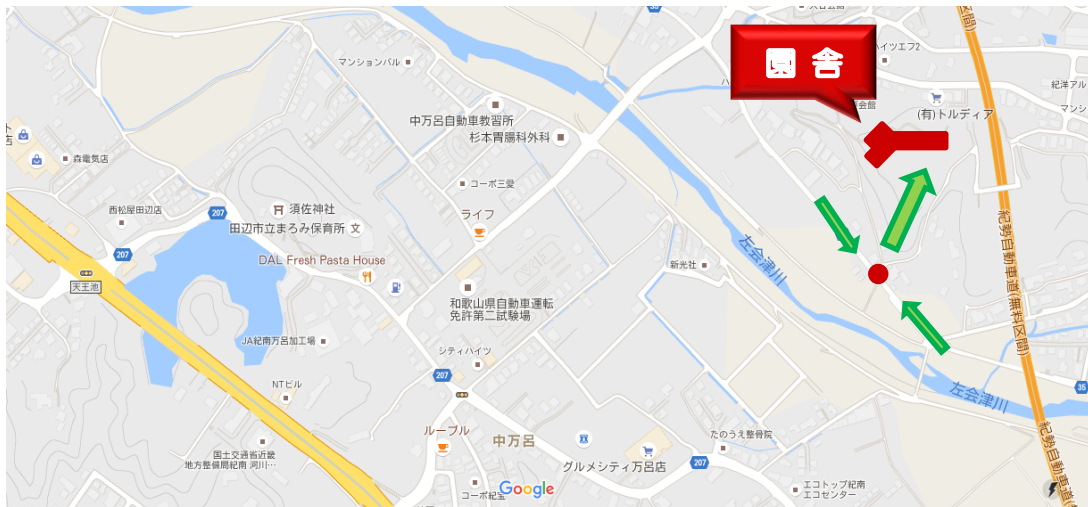 35
大谷会館
区間)
園 舎
ハイツエフ2
マンションパル
会館
(有)トルディア
紀洋アル
マンシ
中万呂自動車教習所
杉本胃腸科外科
ト
店
森電気店
コーポ三愛
西松屋田辺店
207
須佐神社
田辺市立まろみ保育所
文
ライフ
207
DAL Fresh Pasta House
左会津川
新光社
紀勢自動車道(無料区間)
天王池
和歌山県自動車運転
免許第二試験場
JA紀南万呂加工場
シティハイツ
207
NTビル
左会津川
35
ルーブル
中万呂
たのうえ整骨院
国土交通省近畿
地方整備局紀南 河川…
グルメシティ万呂店
207
紀勢自動車道(
コーポ紀宝
Google
エコトップ紀南
エコセンター